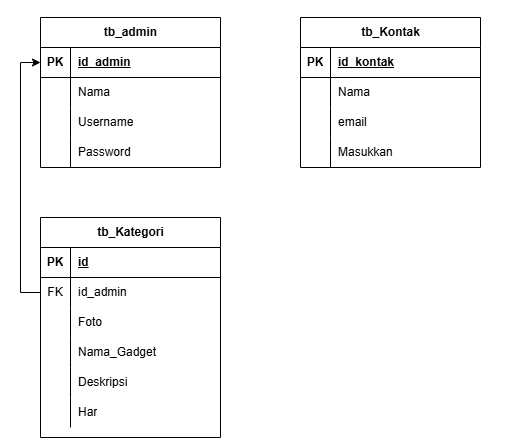 tb_admin
PK id_admin
Nama
Username
Password
tb_Kontak
PK id_kontak
Nama
email
Masukkan
tb_Kategori
PK id
FK id_admin
Foto
Nama_Gadget
Deskripsi
Har